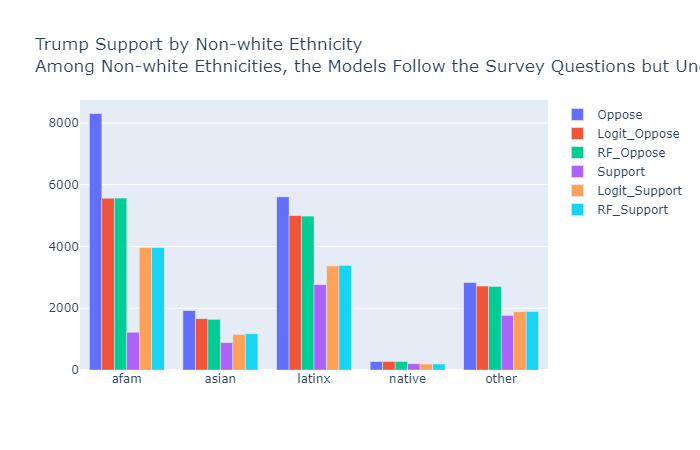 Trump Support by Non-white Ethnicity
Among Non-white Ethnicities, the Models Follow the Survey Questions but
8000
6000
4000
2000
0
afam asian latinx native other
Oppose
Logit_Oppose
RF_Oppose
Support
Logit_Support
RF_Support